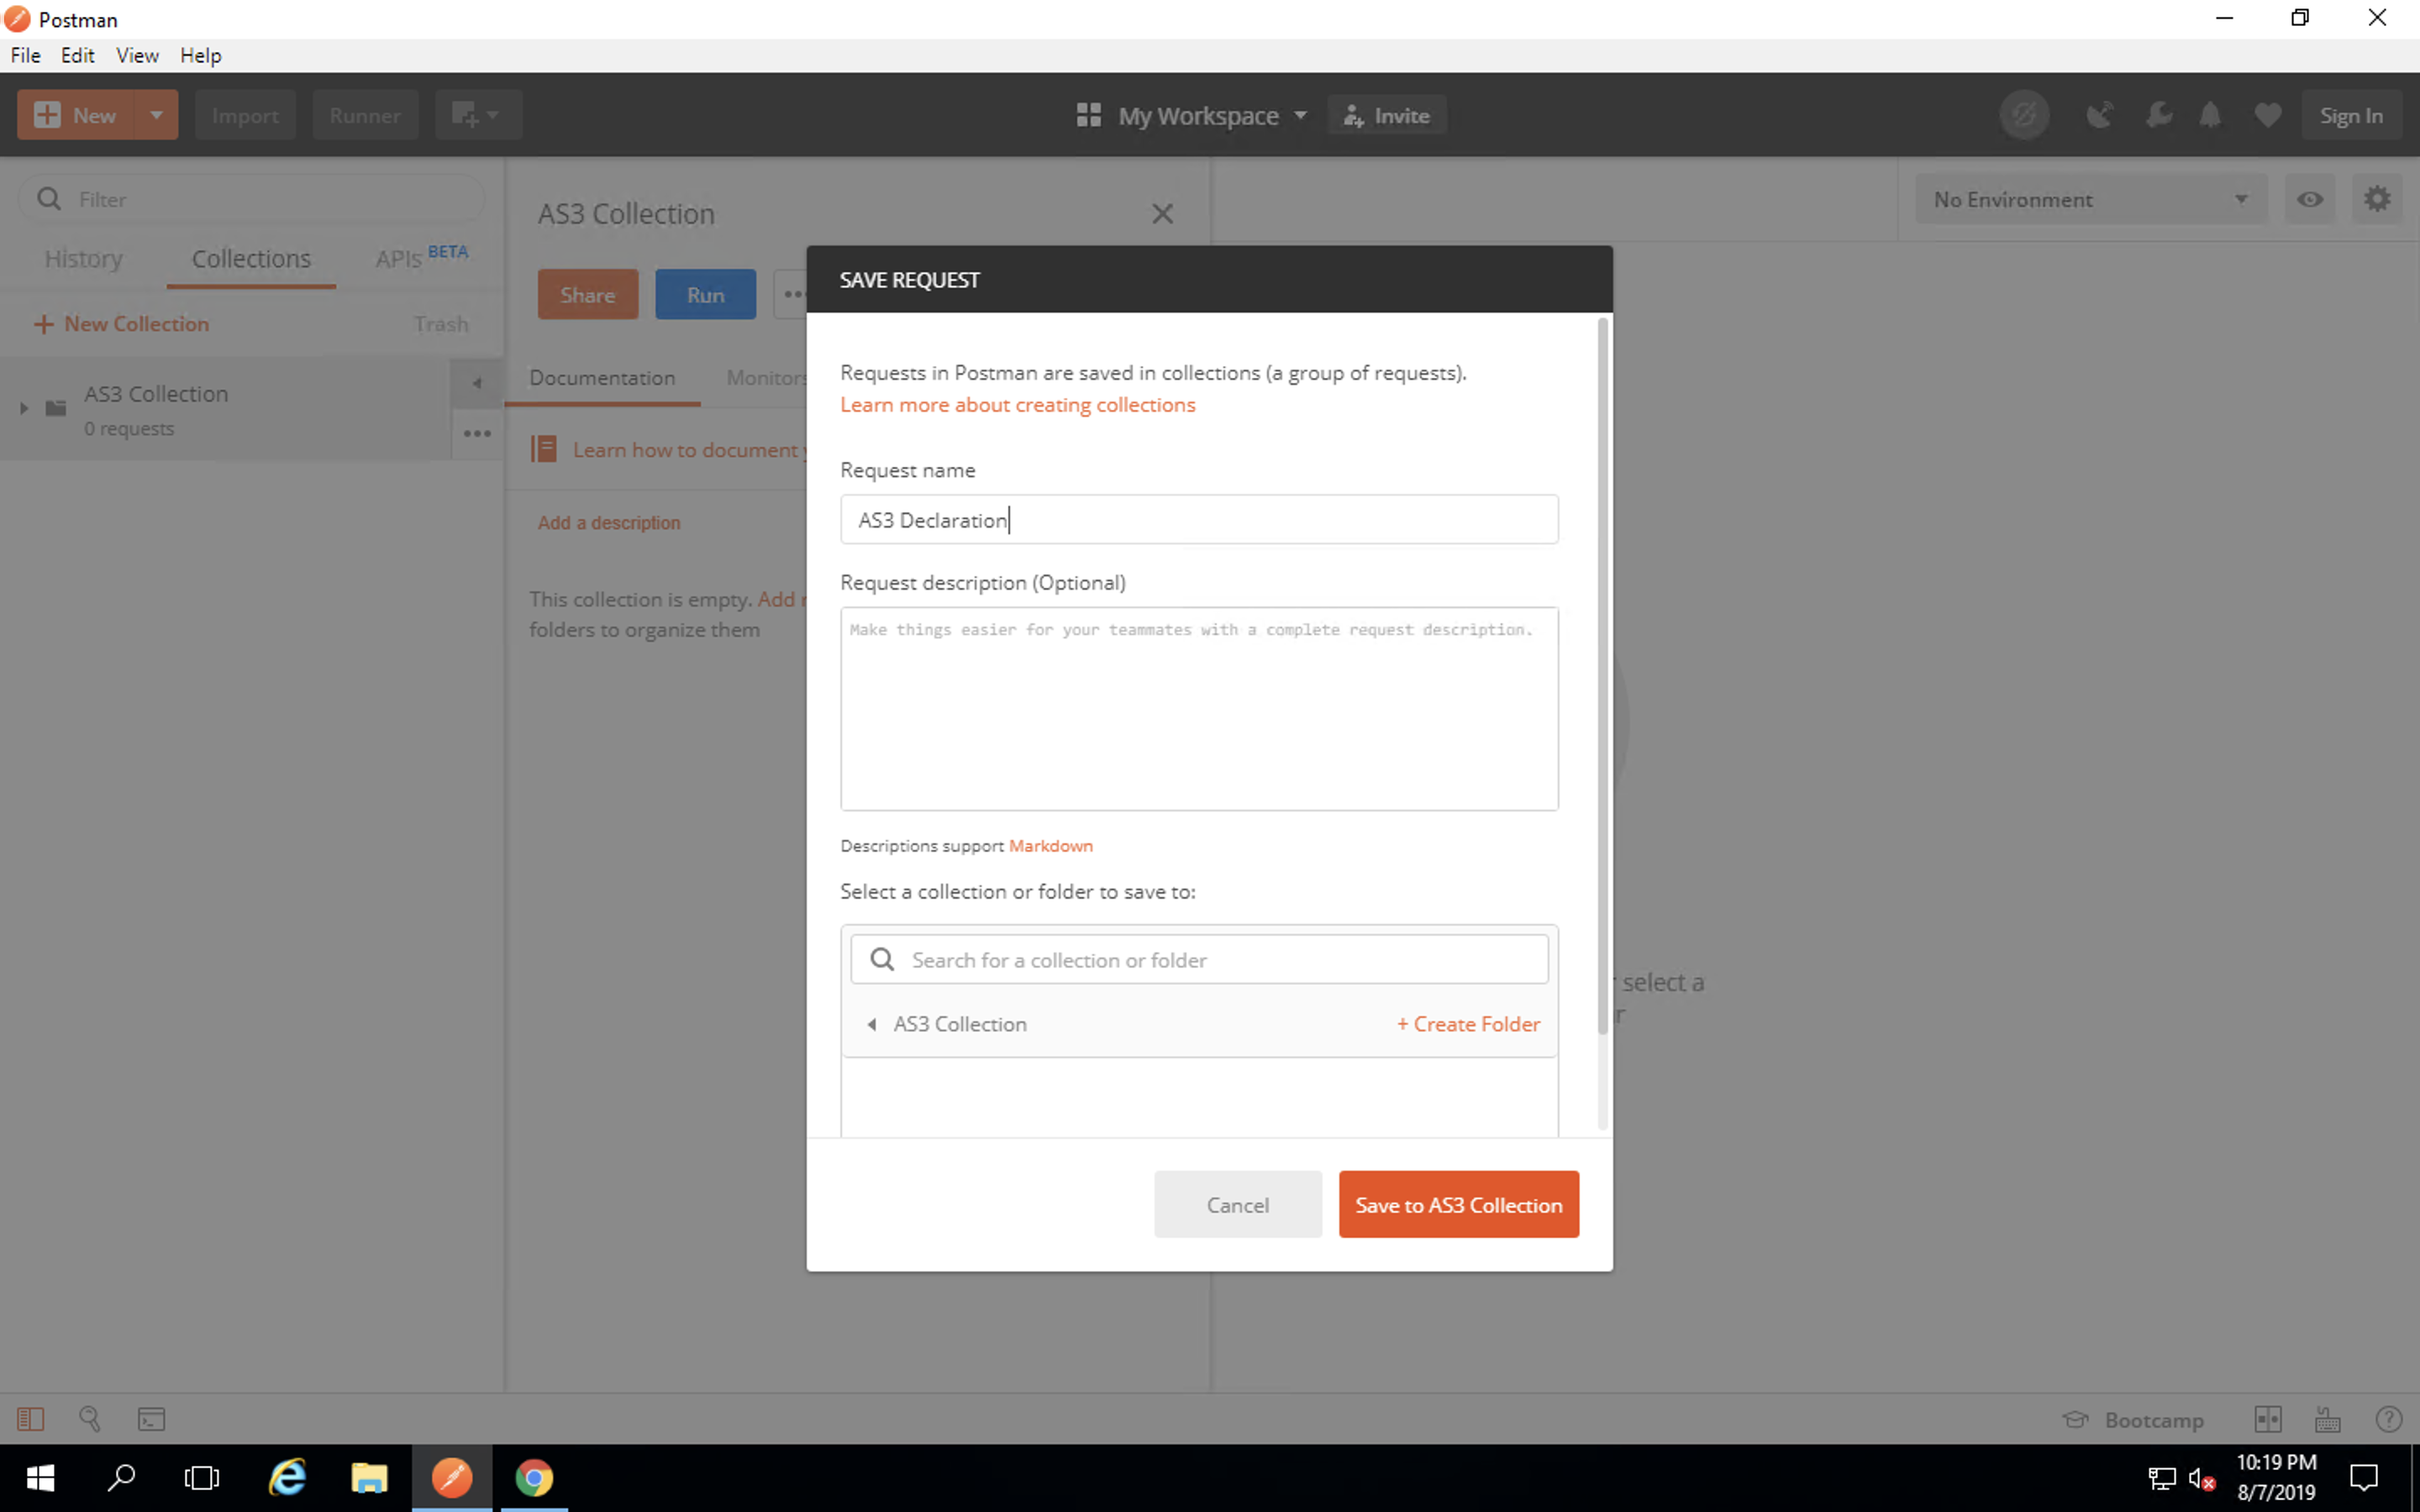 Postman
File Edit View Help
New Import Runner My Workspace Invite Sign In
Filter
History Collections APIs BETA
+ New Collection Trash
AS3 Collection
0 requests
AS3 Collection
Share Run
Documentation Monitors
Learn how to document
Add a description
This collection is empty. Add
folders to organize them
No Environment
SAVE REQUEST
Requests in Postman are saved in collections (a group of requests).
Learn more about creating collections
Request name
AS3 Declaration
Request description (Optional)
Make things easier for your teammates with a complete request description.
Descriptions support Markdown
Select a collection or folder to save to:
Search for a collection or folder
AS3 Collection + Create Folder
Cancel Save to AS3 Collection
select a
Bootcamp
10:19 PM
8/7/2019